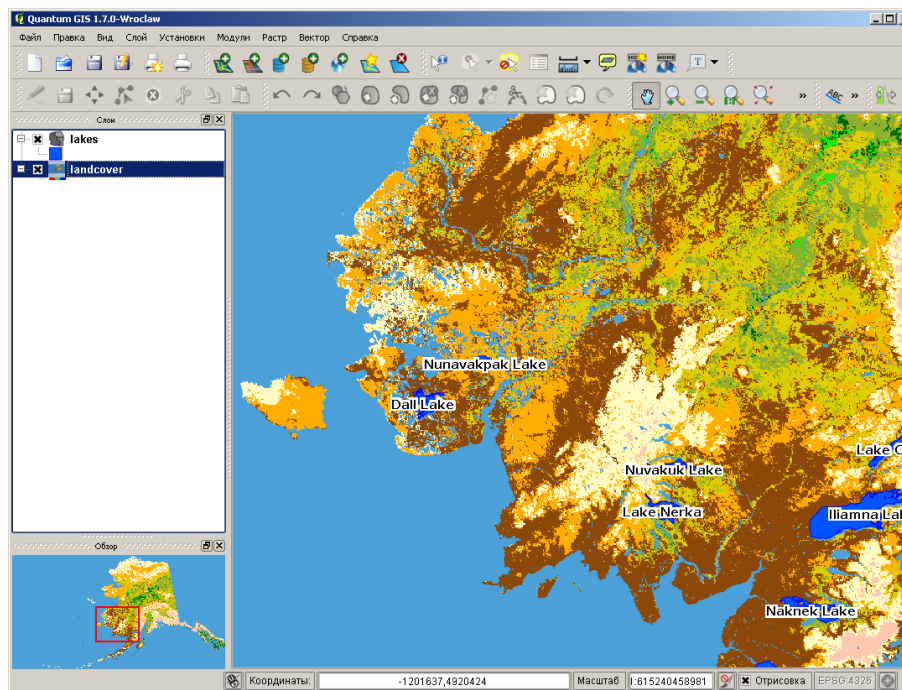 Quantum GIS 1.7.0-Wroclaw
Файл Правка Вид Слой Установки Модули Растр Вектор Справка
T
» ABC »
Слои
lakes
landcover
Nunavakpak Lake
Dall Lake
Lake C
Nuvakuk Lake
Lake Nerka
Iliamna Lal
Naknek Lake
Обзор
Координаты: -1201637,4920424 Масштаб 1:615240458981 Отрисовка EPSG:4326